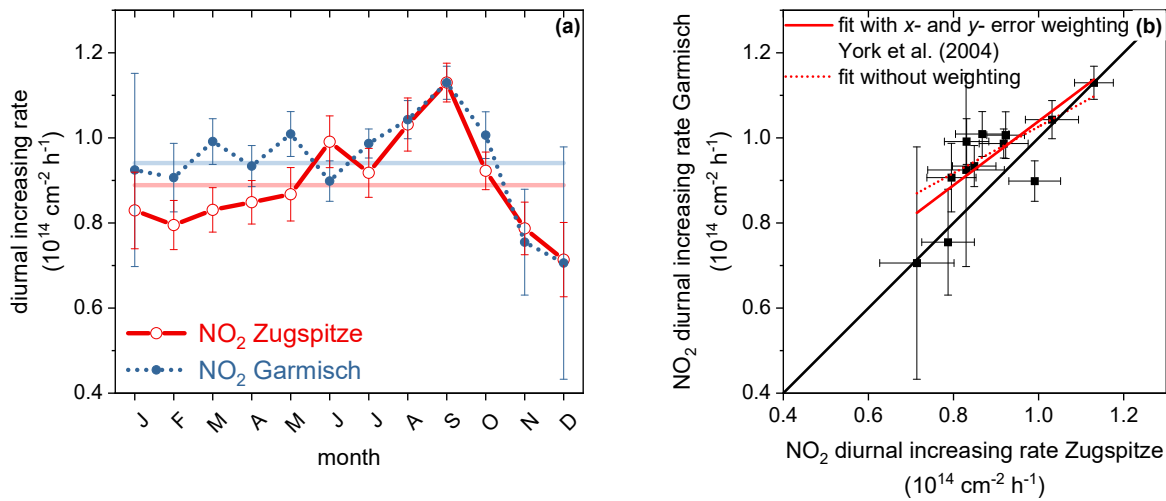 (a)
diurnal increasing rate
(10¹⁴ cm⁻² h⁻¹)
1.2
1.0
0.8
0.6
0.4
NO₂ Zugspitze
NO₂ Garmisch
J F M A M J J A S O N D
month
(b)
fit with x- and y- error weighting
York et al. (2004)
fit without weighting
NO₂ diurnal increasing rate Garmisch
(10¹⁴ cm⁻² h⁻¹)
1.2
1.0
0.8
0.6
0.4
0.4 0.6 0.8 1.0 1.2
NO₂ diurnal increasing rate Zugspitze
(10¹⁴ cm⁻² h⁻¹)